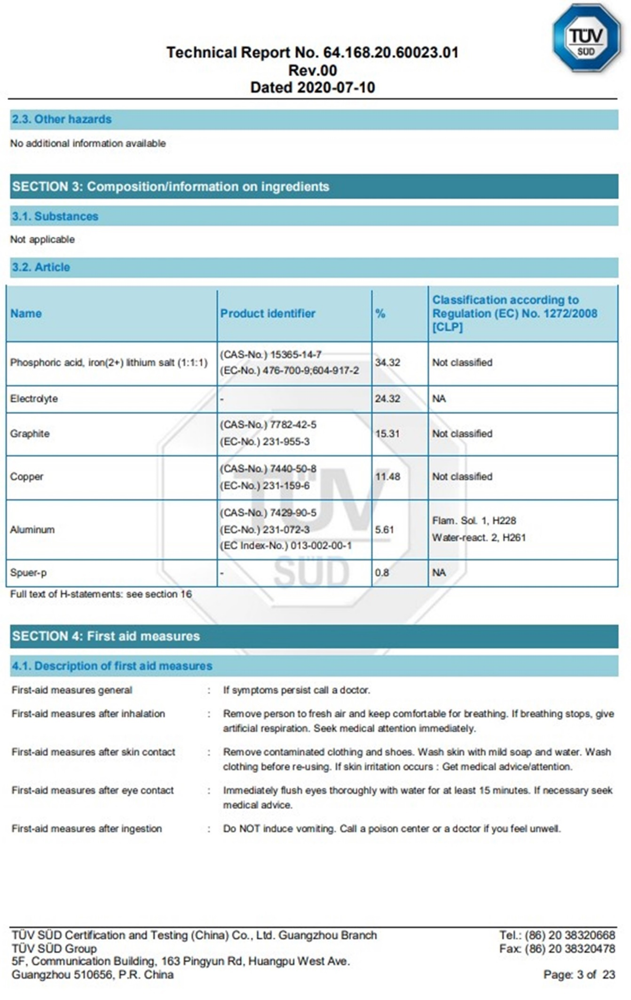 TÜV
SÜD
Technical Report No. 64.168.20.60023.01
Rev.00
Dated 2020-07-10
2.3. Other hazards
No additional information available
SECTION 3: Composition/information on ingredients
3.1. Substances
Not applicable
3.2. Article
Name Product identifier % Classification according to
Regulation (EC) No. 1272/2008
[CLP]
Phosphoric acid, iron(2+) lithium salt (1:1:1) (CAS-No.) 15365-14-7
(EC-No.) 476-700-9;604-917-2 34.32 Not classified
Electrolyte - 24.32 NA
Graphite (CAS-No.) 7782-42-5
(EC-No.) 231-955-3 15.31 Not classified
Copper (CAS-No.) 7440-50-8
(EC-No.) 231-159-6 11.48 Not classified
Aluminum (CAS-No.) 7429-90-5
(EC-No.) 231-072-3
(EC Index-No.) 013-002-00-1 5.61 Flam. Sol. 1, H228
Water-react. 2, H261
Spuer-p - 0.8 NA
TÜV
SÜD
Full text of H-statements: see section 16
SECTION 4: First aid measures
4.1. Description of first aid measures
First-aid measures general : If symptoms persist call a doctor.
First-aid measures after inhalation : Remove person to fresh air and keep comfortable for breathing. If breathing stops, give
artificial respiration. Seek medical attention immediately.
First-aid measures after skin contact : Remove contaminated clothing and shoes. Wash skin with mild soap and water. Wash
clothing before re-using. If skin irritation occurs : Get medical advice/attention.
First-aid measures after eye contact : Immediately flush eyes thoroughly with water for at least 15 minutes. If necessary seek
medical advice.
First-aid measures after ingestion : Do NOT induce vomiting. Call a poison center or a doctor if you feel unwell.
TÜV SÜD Certification and Testing (China) Co., Ltd. Guangzhou Branch Tel.: (86) 20 38320668
TÜV SÜD Group Fax: (86) 20 38320478
5F, Communication Building, 163 Pingyun Rd, Huangpu West Ave.
Guangzhou 510656, P.R. China Page: 3 of 23